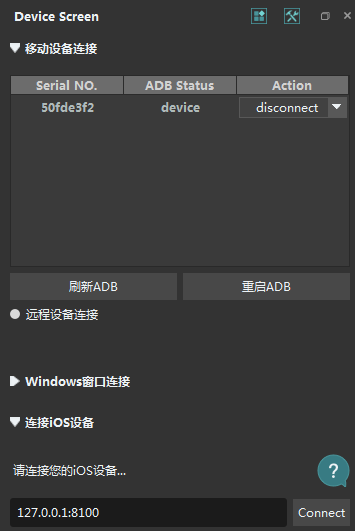 Device Screen
移动设备连接
Serial NO. ADB Status Action
50fde3f2 device disconnect
刷新ADB 重启ADB
远程设备连接
Windows窗口连接
连接iOS设备
请连接您的iOS设备...
?
127.0.0.1:8100 Connect